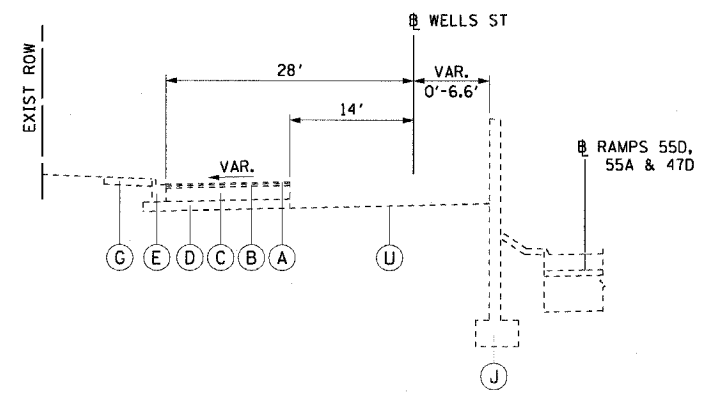 ℄ WELLS ST
EXIST ROW
28'
VAR.
0'-6.6'
14'
℄ RAMPS 55D,
55A & 47D
VAR.
G E D C B A U
J